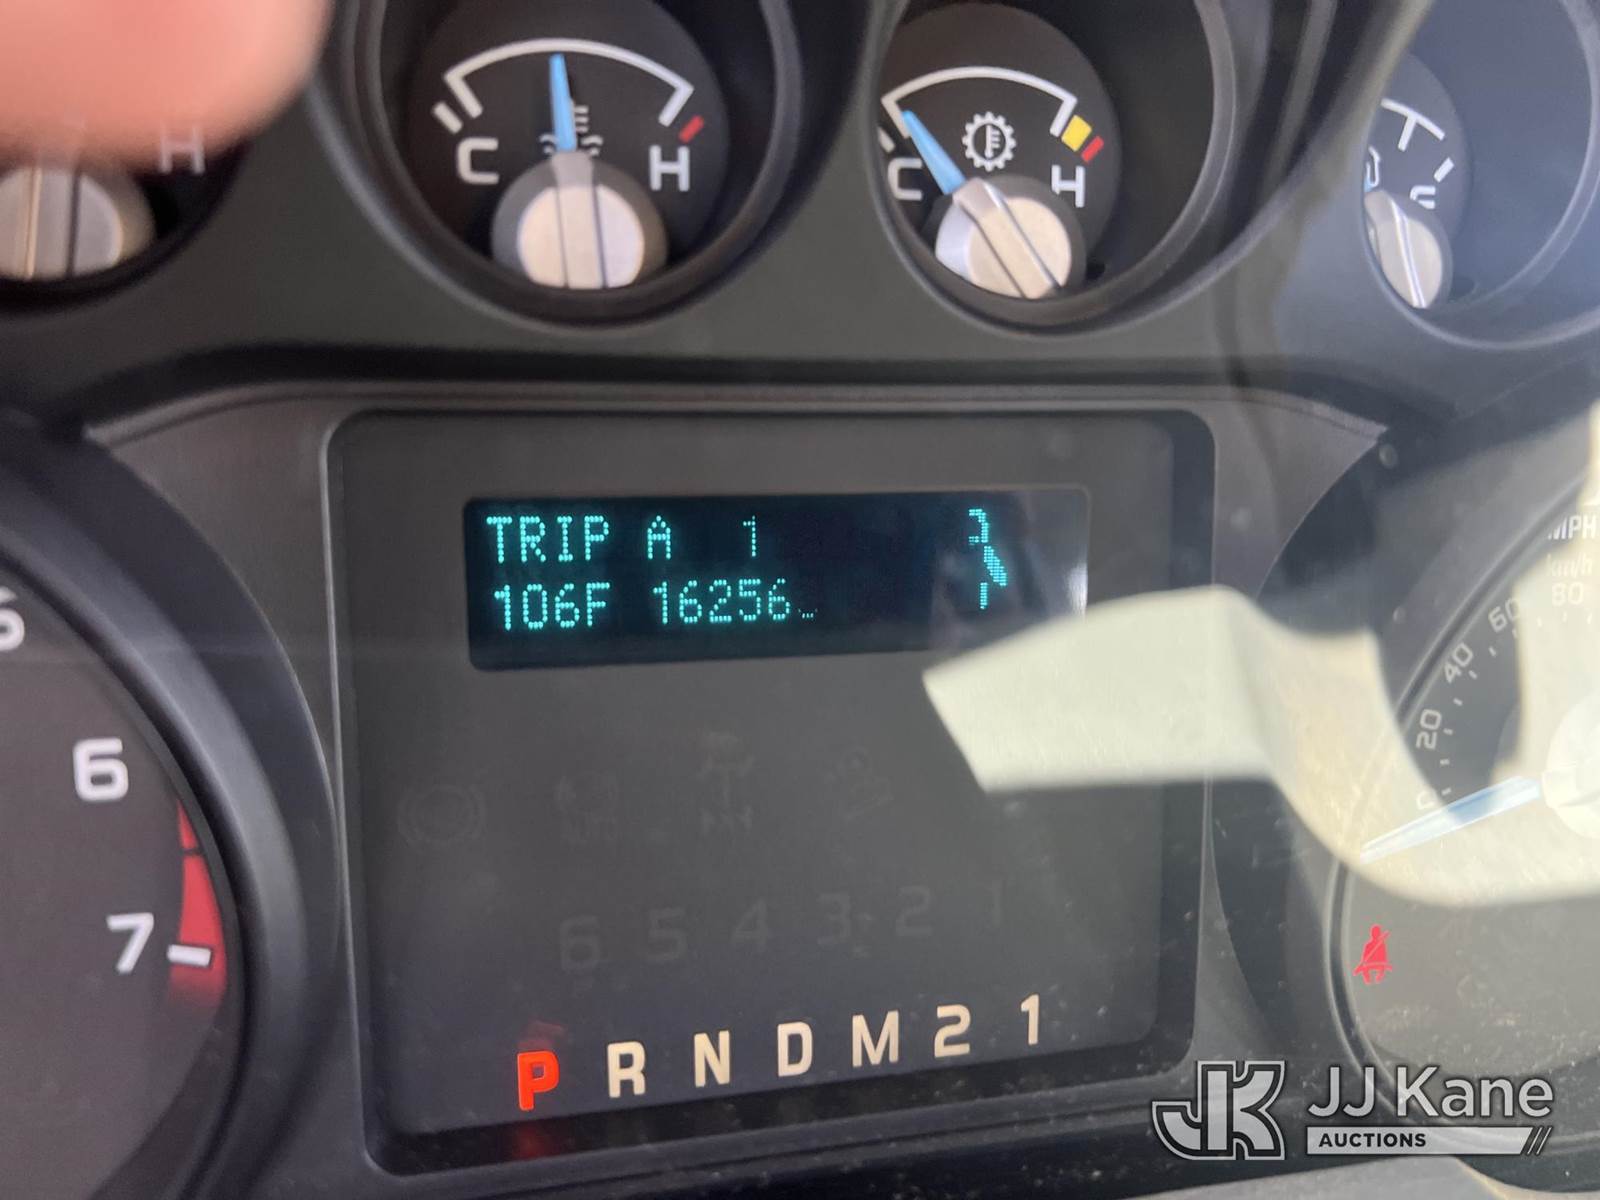 H
C H
C H
TRIP A 1
106F 16256
MPH
km/h
80
60
40
20
0
6
7
6 5 4 3 2 1
P R N D M 2 1
JJ Kane
AUCTIONS